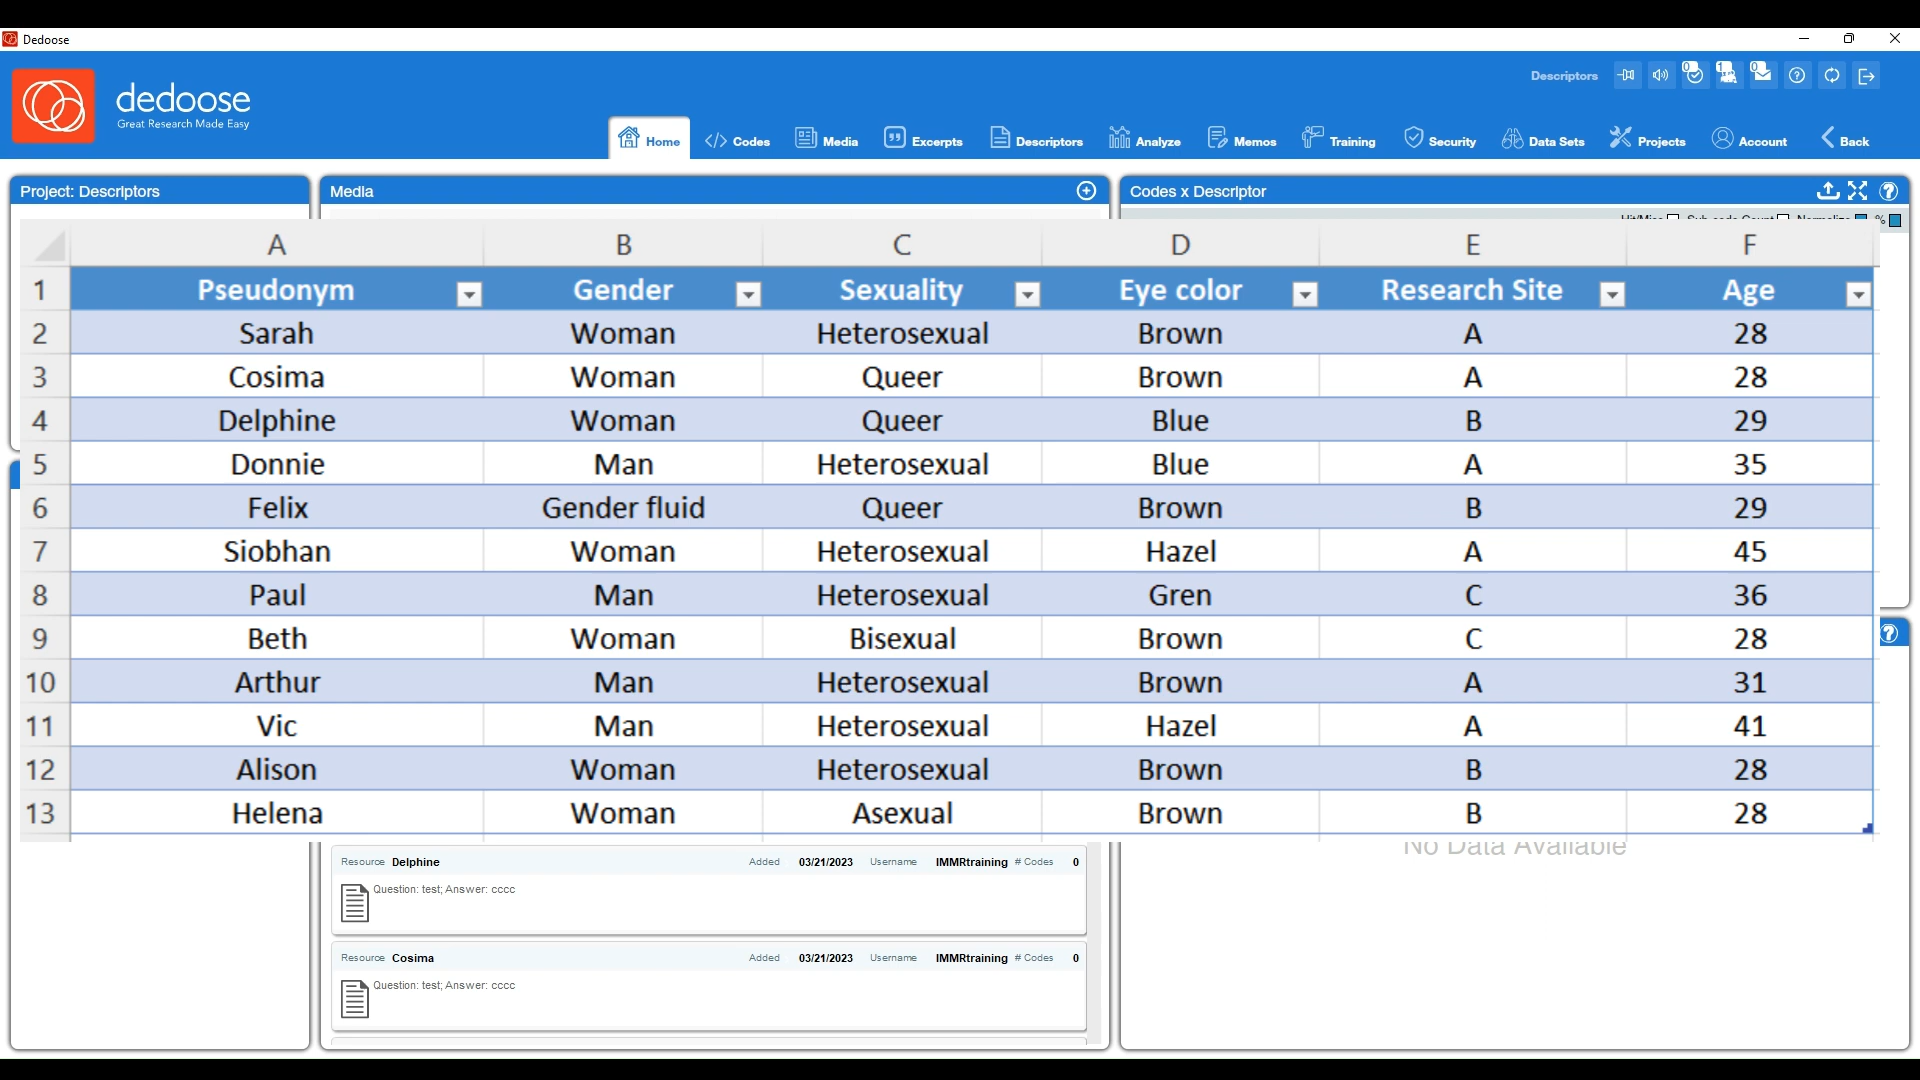 Dedoose
dedoose
Great Research Made Easy
Descriptors 0 1 0
Home Codes Media Excerpts Descriptors Analyze Memos Training Security Data Sets Projects Account Back
Project: Descriptors
Media
Codes x Descriptor
A B C D E F
1 Pseudonym Gender Sexuality Eye color Research Site Age
2 Sarah Woman Heterosexual Brown A 28
3 Cosima Woman Queer Brown A 28
4 Delphine Woman Queer Blue B 29
5 Donnie Man Heterosexual Blue A 35
6 Felix Gender fluid Queer Brown B 29
7 Siobhan Woman Heterosexual Hazel A 45
8 Paul Man Heterosexual Gren C 36
9 Beth Woman Bisexual Brown C 28
10 Arthur Man Heterosexual Brown A 31
11 Vic Man Heterosexual Hazel A 41
12 Alison Woman Heterosexual Brown B 28
13 Helena Woman Asexual Brown B 28
No Data Available
Resource Delphine Added 03/21/2023 Username IMMRtraining # Codes 0
Question: test; Answer: cccc
Resource Cosima Added 03/21/2023 Username IMMRtraining # Codes 0
Question: test; Answer: cccc